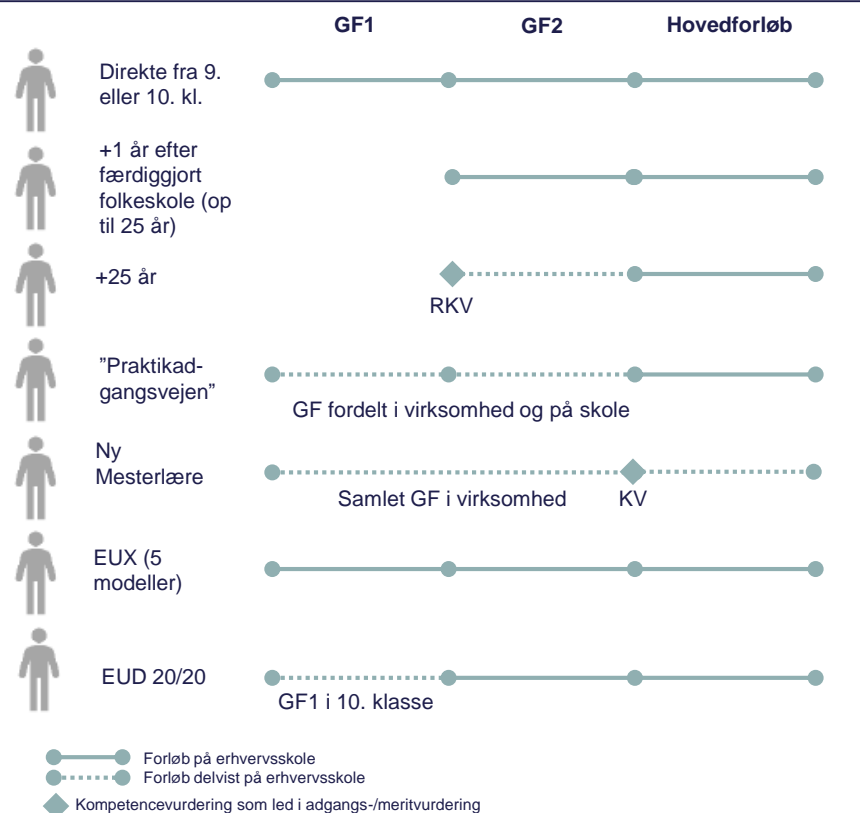 GF1 GF2 Hovedforløb
Direkte fra 9.
eller 10. kl.
+1 år efter
færdiggjort
folkeskole (op
til 25 år)
+25 år
RKV
”Praktikad-
gangsvejen”
GF fordelt i virksomhed og på skole
Ny
Mesterlære
Samlet GF i virksomhed KV
EUX (5
modeller)
EUD 20/20
GF1 i 10. klasse
Forløb på erhvervsskole
Forløb delvist på erhvervsskole
Kompetencevurdering som led i adgangs-/meritvurdering